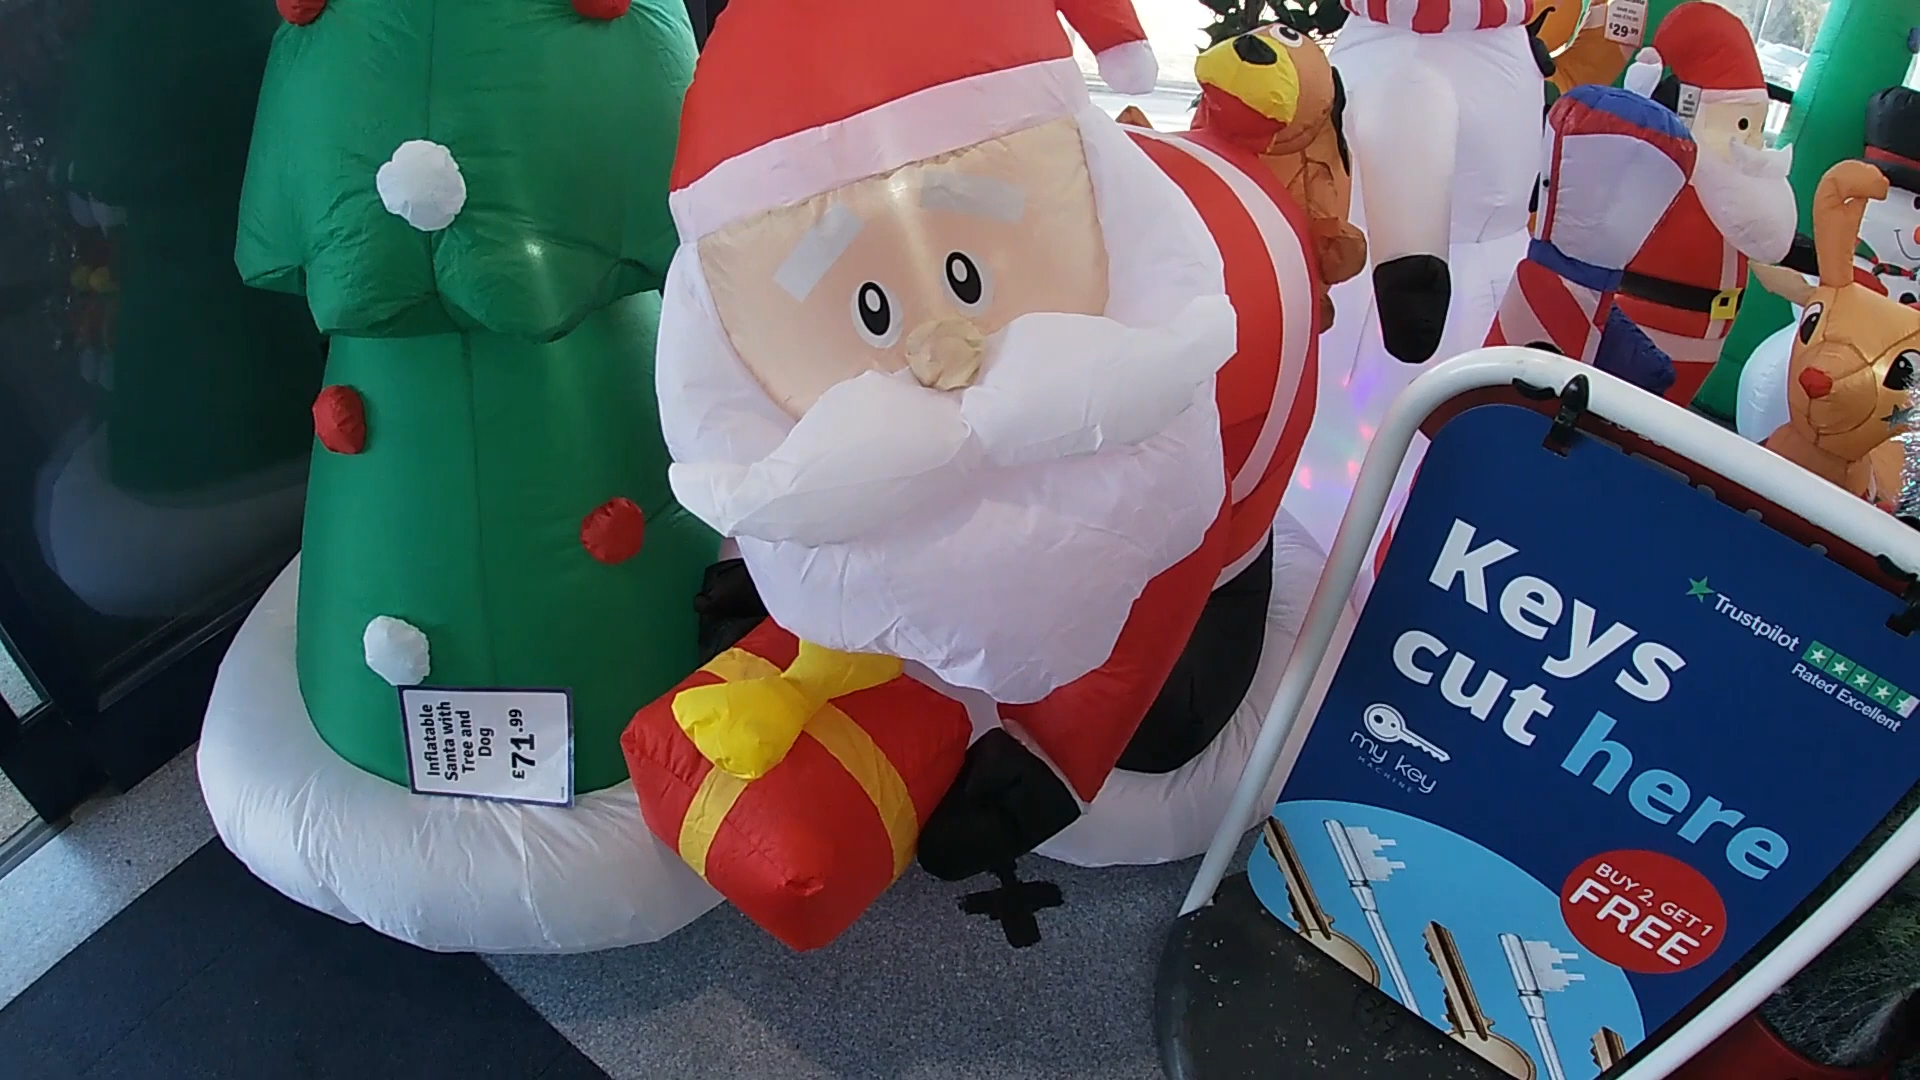 £29.99
Inflatable
Santa with
Tree and
Dog
£71.99
Keys
cut here
Trustpilot
Rated Excellent
my key
MACHINE
BUY 2, GET 1
FREE